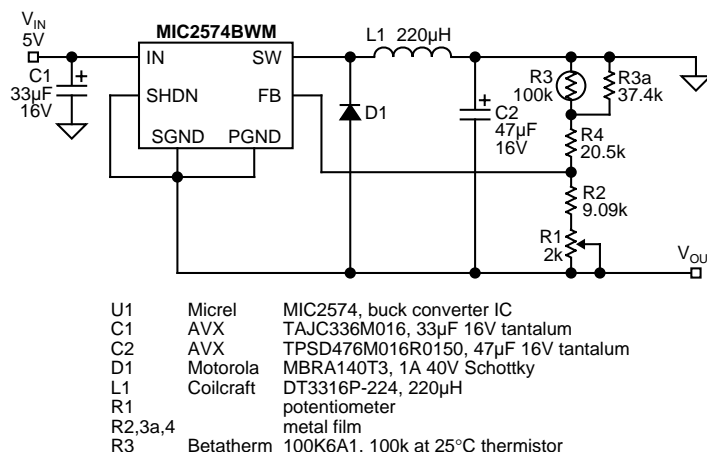 MIC2574BWM
VIN
5V
IN
SW
L1 220µH
C1
33µF
16V
SHDN
FB
SGND
PGND
D1
C2
47µF
16V
R3
100k
R3a
37.4k
R4
20.5k
R2
9.09k
R1
2k
VOU
U1 Micrel MIC2574, buck converter IC
C1 AVX TAJC336M016, 33µF 16V tantalum
C2 AVX TPSD476M016R0150, 47µF 16V tantalum
D1 Motorola MBRA140T3, 1A 40V Schottky
L1 Coilcraft DT3316P-224, 220µH
R1 potentiometer
R2,3a,4 metal film
R3 Betatherm 100K6A1, 100k at 25°C thermistor